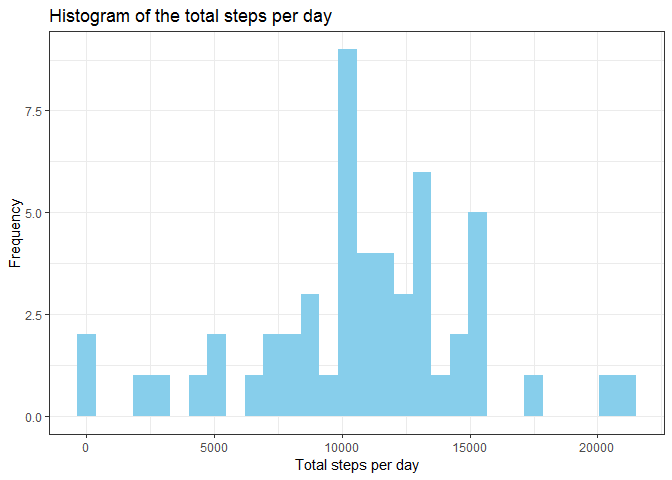 Histogram of the total steps per day
7.5
5.0
2.5
0.0
Frequency
0 5000 10000 15000 20000
Total steps per day